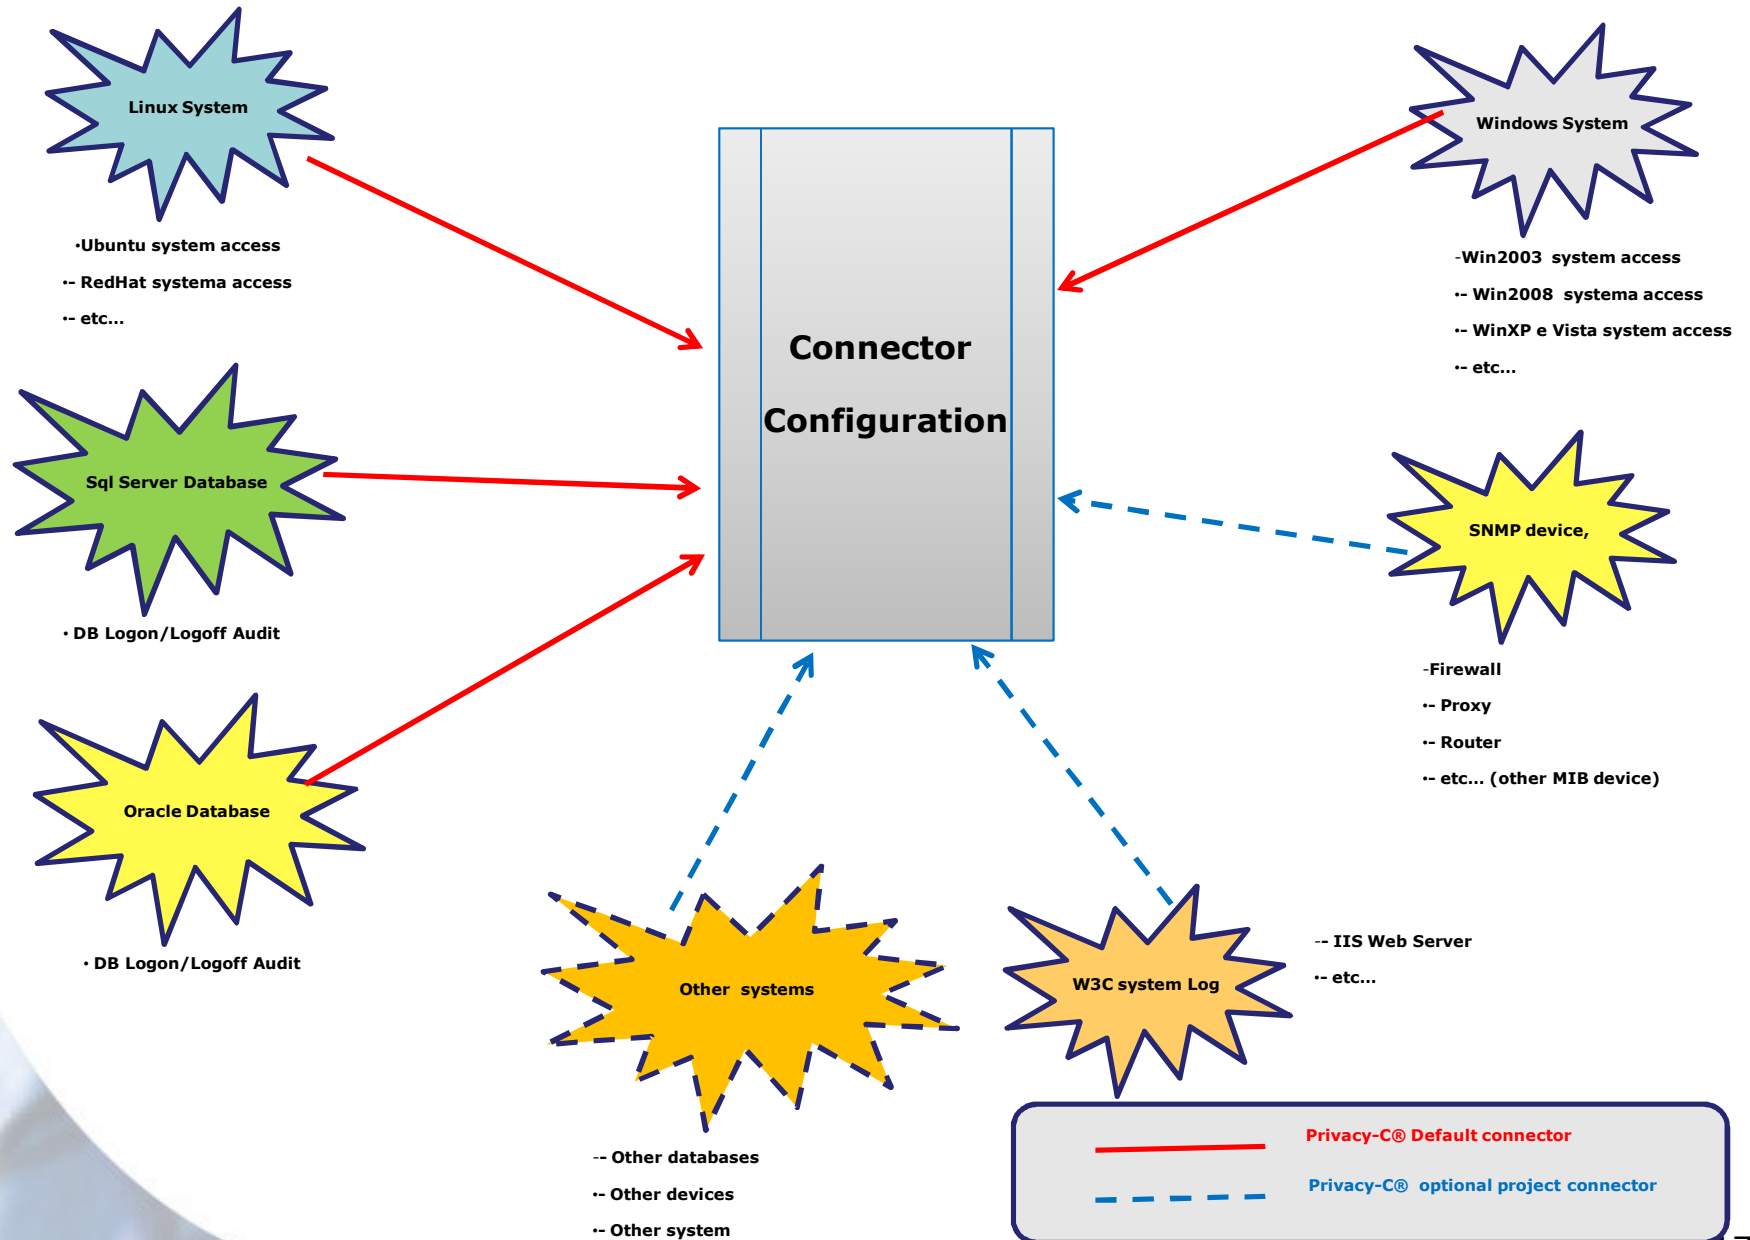 Linux System
•Ubuntu system access
•- RedHat systema access
•- etc...
Sql Server Database
• DB Logon/Logoff Audit
Oracle Database
• DB Logon/Logoff Audit
Connector
Configuration
Windows System
-Win2003 system access
•- Win2008 systema access
•- WinXP e Vista system access
•- etc...
SNMP device,
-Firewall
•- Proxy
•- Router
•- etc... (other MIB device)
Other systems
-- Other databases
•- Other devices
•- Other system
W3C system Log
-- IIS Web Server
•- etc...
Privacy-C® Default connector
Privacy-C® optional project connector